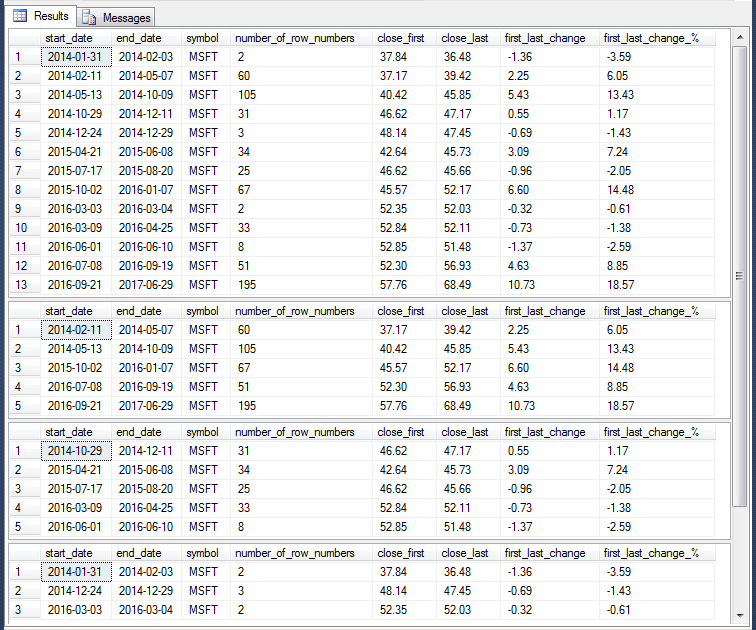 Results Messages
start_date end_date symbol number_of_row_numbers close_first close_last first_last_change first_last_change_%
1 2014-01-31 2014-02-03 MSFT 2 37.84 36.48 -1.36 -3.59
2 2014-02-11 2014-05-07 MSFT 60 37.17 39.42 2.25 6.05
3 2014-05-13 2014-10-09 MSFT 105 40.42 45.85 5.43 13.43
4 2014-10-29 2014-12-11 MSFT 31 46.62 47.17 0.55 1.17
5 2014-12-24 2014-12-29 MSFT 3 48.14 47.45 -0.69 -1.43
6 2015-04-21 2015-06-08 MSFT 34 42.64 45.73 3.09 7.24
7 2015-07-17 2015-08-20 MSFT 25 46.62 45.66 -0.96 -2.05
8 2015-10-02 2016-01-07 MSFT 67 45.57 52.17 6.60 14.48
9 2016-03-03 2016-03-04 MSFT 2 52.35 52.03 -0.32 -0.61
10 2016-03-09 2016-04-25 MSFT 33 52.84 52.11 -0.73 -1.38
11 2016-06-01 2016-06-10 MSFT 8 52.85 51.48 -1.37 -2.59
12 2016-07-08 2016-09-19 MSFT 51 52.30 56.93 4.63 8.85
13 2016-09-21 2017-06-29 MSFT 195 57.76 68.49 10.73 18.57
start_date end_date symbol number_of_row_numbers close_first close_last first_last_change first_last_change_%
1 2014-02-11 2014-05-07 MSFT 60 37.17 39.42 2.25 6.05
2 2014-05-13 2014-10-09 MSFT 105 40.42 45.85 5.43 13.43
3 2015-10-02 2016-01-07 MSFT 67 45.57 52.17 6.60 14.48
4 2016-07-08 2016-09-19 MSFT 51 52.30 56.93 4.63 8.85
5 2016-09-21 2017-06-29 MSFT 195 57.76 68.49 10.73 18.57
start_date end_date symbol number_of_row_numbers close_first close_last first_last_change first_last_change_%
1 2014-10-29 2014-12-11 MSFT 31 46.62 47.17 0.55 1.17
2 2015-04-21 2015-06-08 MSFT 34 42.64 45.73 3.09 7.24
3 2015-07-17 2015-08-20 MSFT 25 46.62 45.66 -0.96 -2.05
4 2016-03-09 2016-04-25 MSFT 33 52.84 52.11 -0.73 -1.38
5 2016-06-01 2016-06-10 MSFT 8 52.85 51.48 -1.37 -2.59
start_date end_date symbol number_of_row_numbers close_first close_last first_last_change first_last_change_%
1 2014-01-31 2014-02-03 MSFT 2 37.84 36.48 -1.36 -3.59
2 2014-12-24 2014-12-29 MSFT 3 48.14 47.45 -0.69 -1.43
3 2016-03-03 2016-03-04 MSFT 2 52.35 52.03 -0.32 -0.61